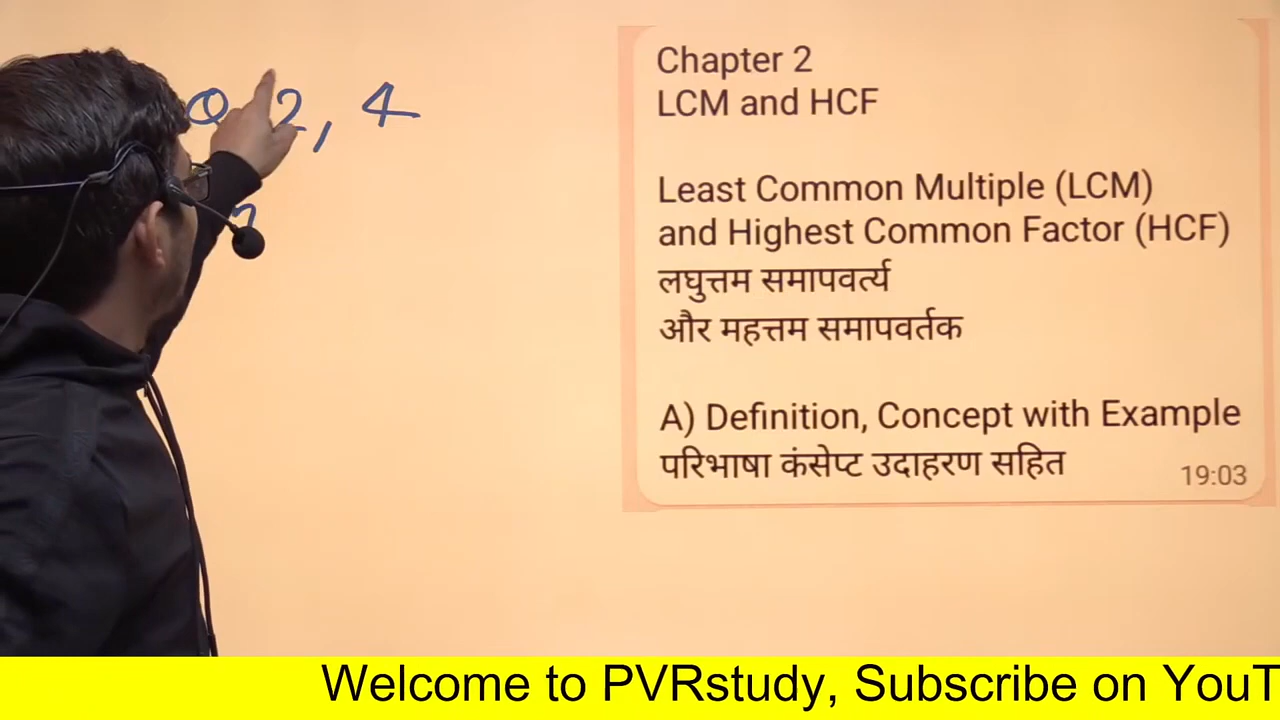 Q 2, 4
2
Chapter 2
LCM and HCF
Least Common Multiple (LCM)
and Highest Common Factor (HCF)
लघुत्तम समापवर्त्य
और महत्तम समापवर्तक
A) Definition, Concept with Example
परिभाषा कंसेप्ट उदाहरण सहित
19:03
Welcome to PVRstudy, Subscribe on YouT